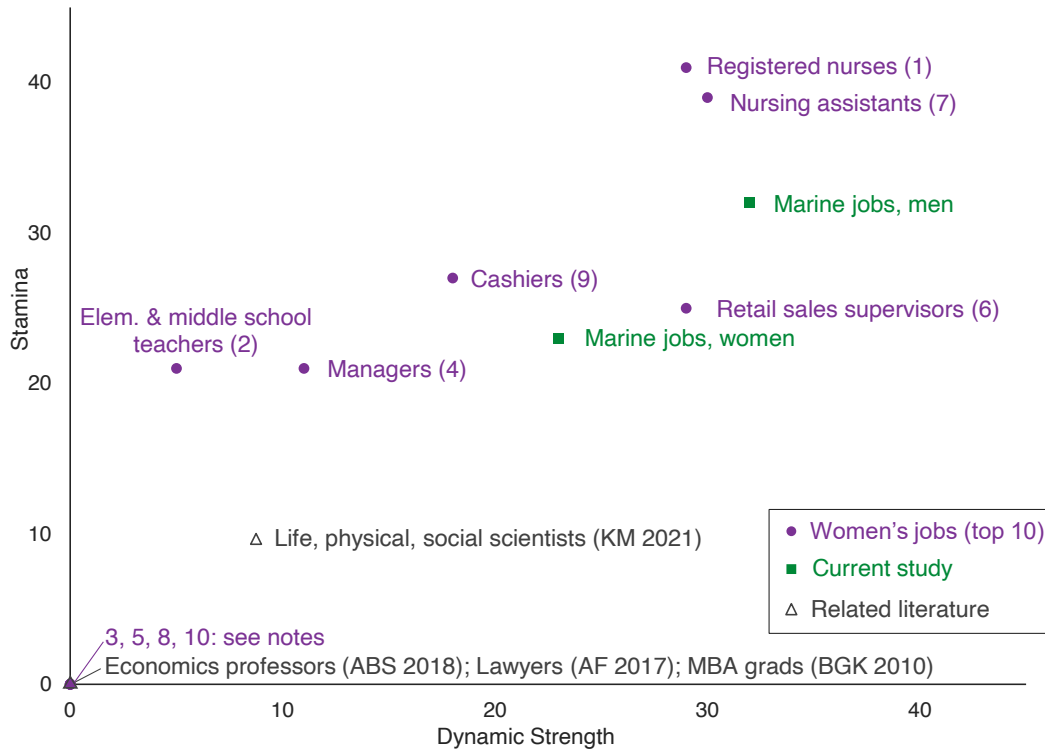 40
Registered nurses (1)
Nursing assistants (7)
Marine jobs, men
30
Stamina
Cashiers (9)
Elem. & middle school
teachers (2)
Retail sales supervisors (6)
Marine jobs, women
Managers (4)
20
10
Life, physical, social scientists (KM 2021)
Women’s jobs (top 10)
Current study
Related literature
3, 5, 8, 10: see notes
Economics professors (ABS 2018); Lawyers (AF 2017); MBA grads (BGK 2010)
0
0 10 20 30 40
Dynamic Strength